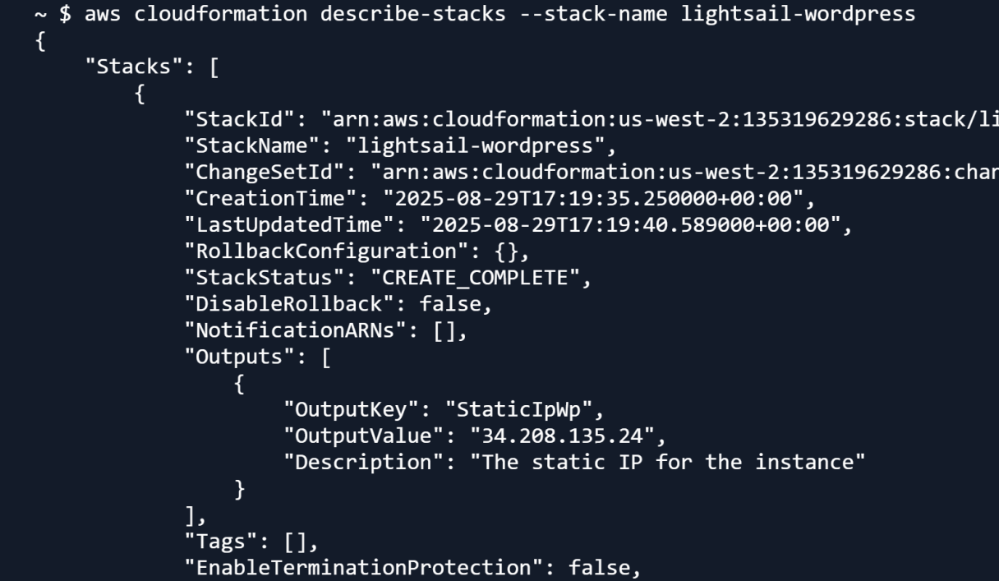 ~ $ aws cloudformation describe-stacks --stack-name lightsail-wordpress
{
    "Stacks": [
        {
            "StackId": "arn:aws:cloudformation:us-west-2:135319629286:stack/li
            "StackName": "lightsail-wordpress",
            "ChangeSetId": "arn:aws:cloudformation:us-west-2:135319629286:char
            "CreationTime": "2025-08-29T17:19:35.250000+00:00",
            "LastUpdatedTime": "2025-08-29T17:19:40.589000+00:00",
            "RollbackConfiguration": {},
            "StackStatus": "CREATE_COMPLETE",
            "DisableRollback": false,
            "NotificationARNs": [],
            "Outputs": [
                {
                    "OutputKey": "StaticIpWp",
                    "OutputValue": "34.208.135.24",
                    "Description": "The static IP for the instance"
                }
            ],
            "Tags": [],
            "EnableTerminationProtection": false,